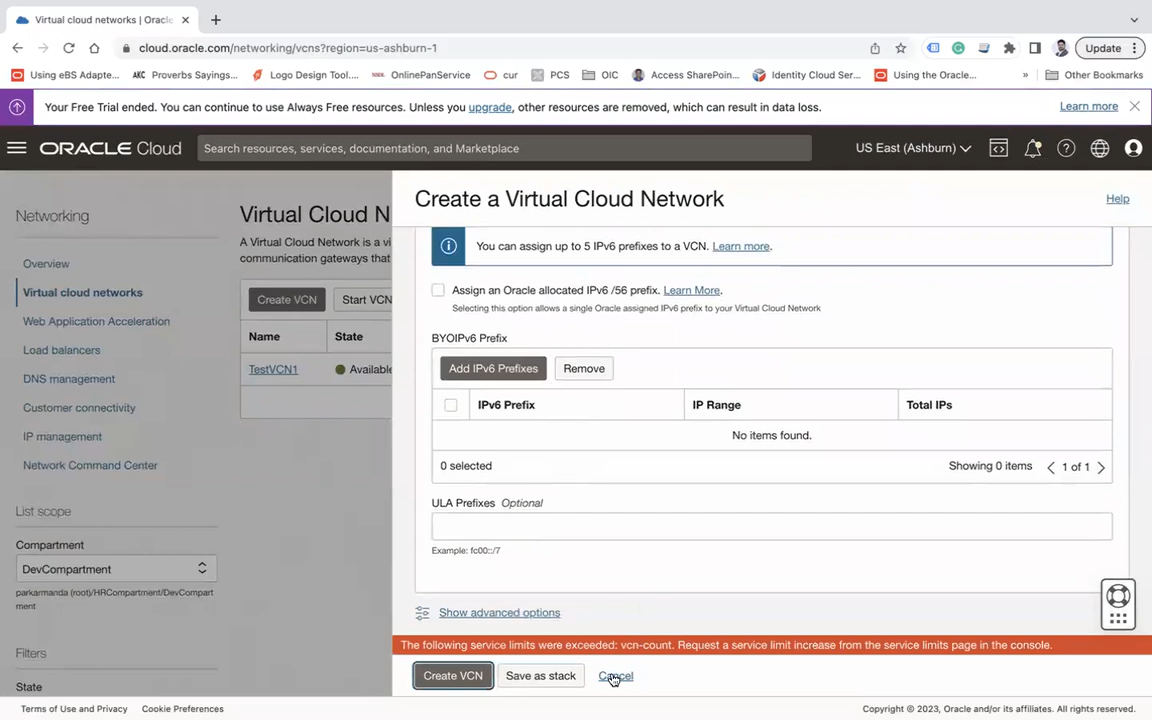 Virtual cloud networks | Oracle
cloud.oracle.com/networking/vcns?region=us-ashburn-1
Update
Using eBS Adapte...
AKC Proverbs Sayings...
Logo Design Tool....
OnlinePanService
cur
PCS
OIC
Access SharePoin...
Identity Cloud Ser...
Using the Oracle...
»
Other Bookmarks
Your Free Trial ended. You can continue to use Always Free resources. Unless you upgrade, other resources are removed, which can result in data loss.
Learn more
ORACLE Cloud
Search resources, services, documentation, and Marketplace
US East (Ashburn)
Networking
Overview
Virtual cloud networks
Web Application Acceleration
Load balancers
DNS management
Customer connectivity
IP management
Network Command Center
List scope
Compartment
DevCompartment
parkarmanda (root)/HRCompartment/DevCompart
ment
Filters
State
Virtual Cloud N
A Virtual Cloud Network is a vi
communication gateways that
Create VCN
Start VCN
Name
State
TestVCN1
Available
Create a Virtual Cloud Network
Help
You can assign up to 5 IPv6 prefixes to a VCN. Learn more.
Assign an Oracle allocated IPv6 /56 prefix. Learn More.
Selecting this option allows a single Oracle assigned IPv6 prefix to your Virtual Cloud Network
BYOIPv6 Prefix
Add IPv6 Prefixes
Remove
IPv6 Prefix
IP Range
Total IPs
No items found.
0 selected
Showing 0 items
1 of 1
ULA Prefixes Optional
Example: fc00::/7
Show advanced options
The following service limits were exceeded: vcn-count. Request a service limit increase from the service limits page in the console.
Create VCN
Save as stack
Cancel
Terms of Use and Privacy
Cookie Preferences
Copyright © 2023, Oracle and/or its affiliates. All rights reserved.